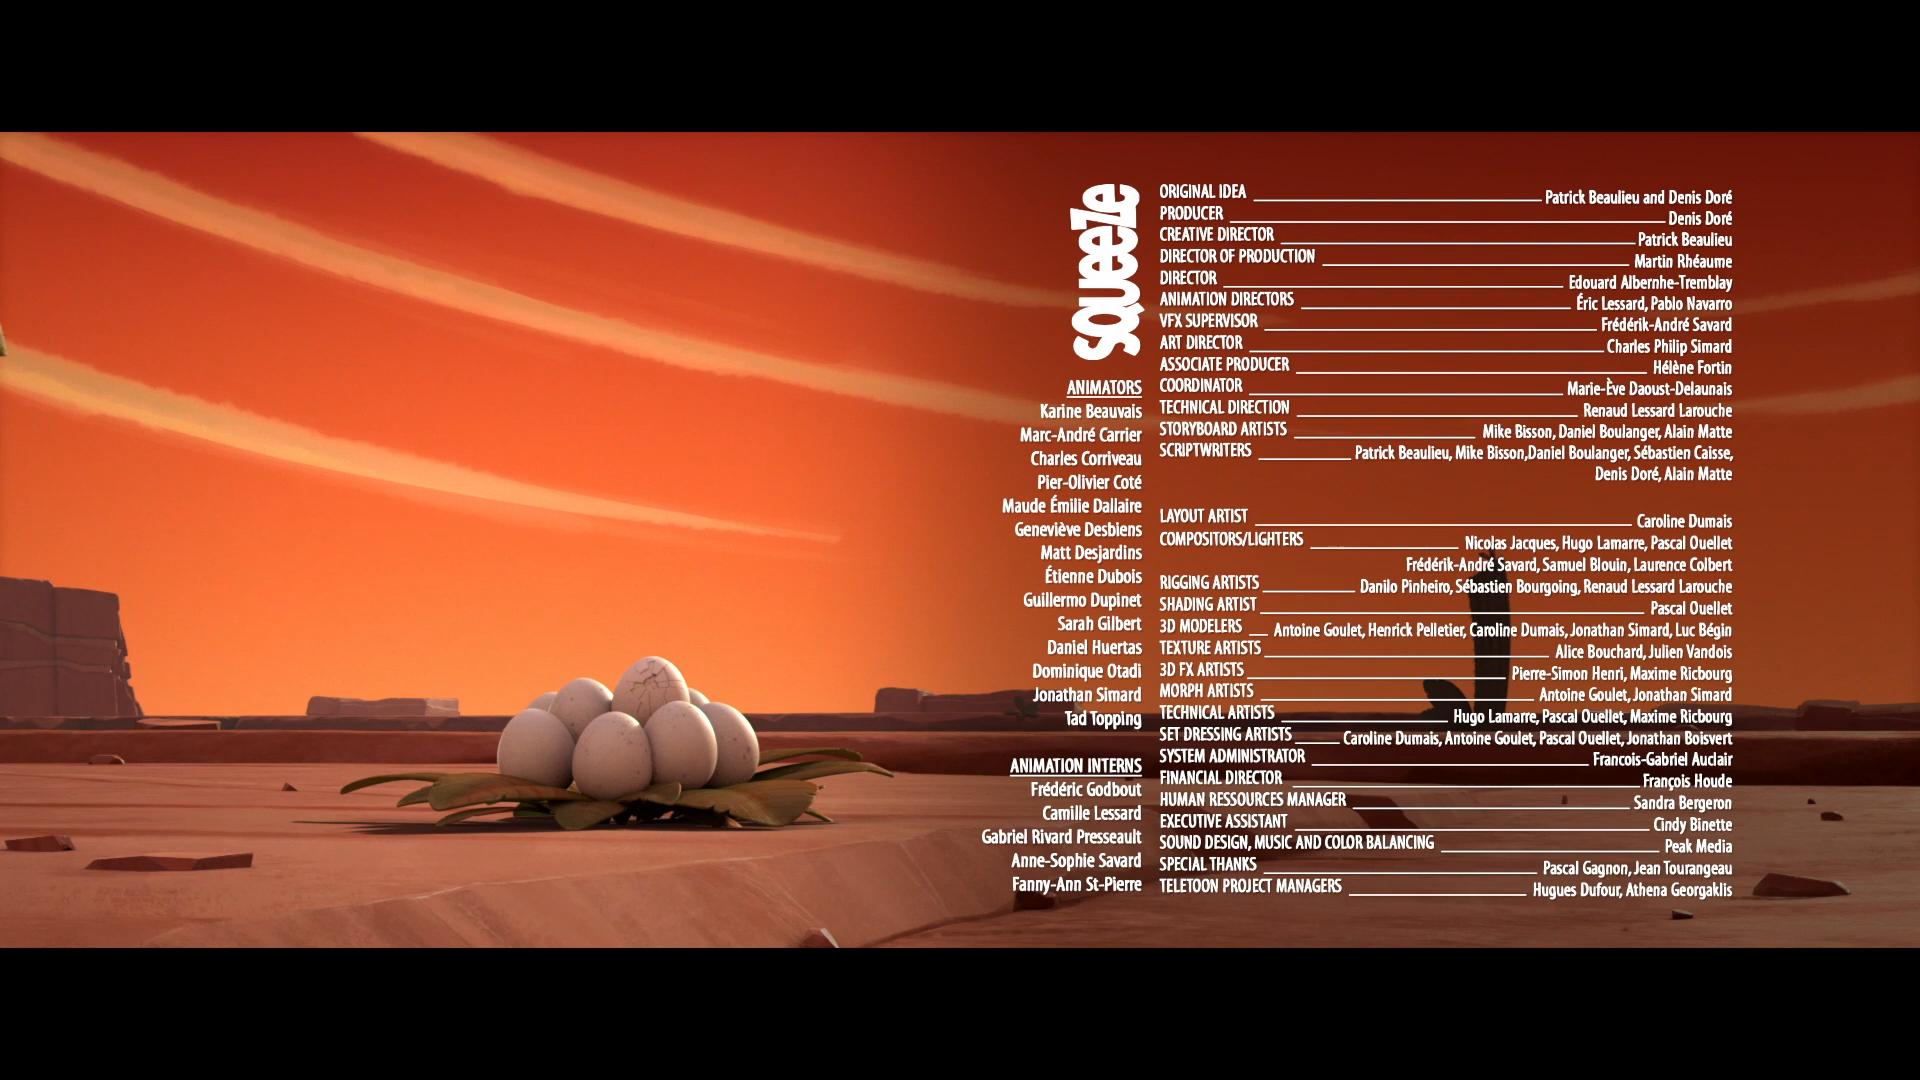 squeeze
ANIMATORS
Karine Beauvais
Marc-André Carrier
Charles Corriveau
Pier-Olivier Coté
Maude Émilie Dallaire
Geneviève Desbiens
Matt Desjardins
Étienne Dubois
Guillermo Dupinet
Sarah Gilbert
Daniel Huertas
Dominique Otadi
Jonathan Simard
Tad Topping
ANIMATION INTERNS
Frédéric Godbout
Camille Lessard
Gabriel Rivard Presseault
Anne-Sophie Savard
Fanny-Ann St-Pierre
ORIGINAL IDEA Patrick Beaulieu and Denis Doré
PRODUCER Denis Doré
CREATIVE DIRECTOR Patrick Beaulieu
DIRECTOR OF PRODUCTION Martin Rhéaume
DIRECTOR Edouard Albernhe-Tremblay
ANIMATION DIRECTORS Éric Lessard, Pablo Navarro
VFX SUPERVISOR Frédérik-André Savard
ART DIRECTOR Charles Philip Simard
ASSOCIATE PRODUCER Hélène Fortin
COORDINATOR Marie-Ève Daoust-Delaunais
TECHNICAL DIRECTION Renaud Lessard Larouche
STORYBOARD ARTISTS Mike Bisson, Daniel Boulanger, Alain Matte
SCRIPTWRITERS Patrick Beaulieu, Mike Bisson,Daniel Boulanger, Sébastien Caisse,
Denis Doré, Alain Matte
LAYOUT ARTIST Caroline Dumais
COMPOSITORS/LIGHTERS Nicolas Jacques, Hugo Lamarre, Pascal Ouellet
Frédérik-André Savard, Samuel Blouin, Laurence Colbert
RIGGING ARTISTS Danilo Pinheiro, Sébastien Bourgoing, Renaud Lessard Larouche
SHADING ARTIST Pascal Ouellet
3D MODELERS Antoine Goulet, Henrick Pelletier, Caroline Dumais, Jonathan Simard, Luc Bégin
TEXTURE ARTISTS Alice Bouchard, Julien Vandois
3D FX ARTISTS Pierre-Simon Henri, Maxime Ricbourg
MORPH ARTISTS Antoine Goulet, Jonathan Simard
TECHNICAL ARTISTS Hugo Lamarre, Pascal Ouellet, Maxime Ricbourg
SET DRESSING ARTISTS Caroline Dumais, Antoine Goulet, Pascal Ouellet, Jonathan Boisvert
SYSTEM ADMINISTRATOR Francois-Gabriel Auclair
FINANCIAL DIRECTOR François Houde
HUMAN RESSOURCES MANAGER Sandra Bergeron
EXECUTIVE ASSISTANT Cindy Binette
SOUND DESIGN, MUSIC AND COLOR BALANCING Peak Media
SPECIAL THANKS Pascal Gagnon, Jean Tourangeau
TELETOON PROJECT MANAGERS Hugues Dufour, Athena Georgaklis